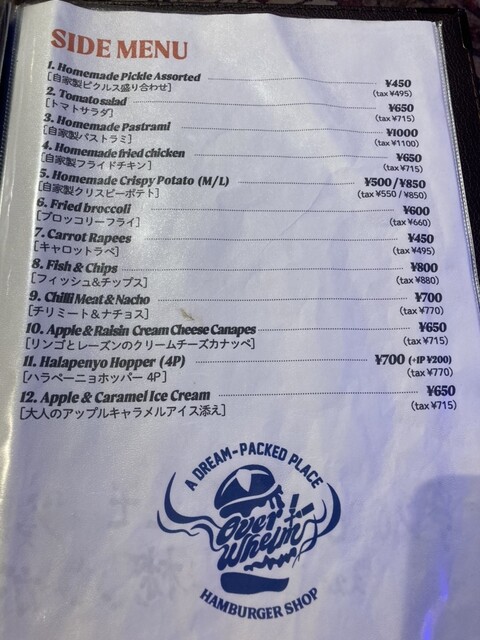 SIDE MENU
1. Homemade Pickle Assorted ¥450
[自家製ピクルス盛り合わせ] (tax ¥495)
2. Tomato salad ¥650
[トマトサラダ] (tax ¥715)
3. Homemade Pastrami ¥1000
[自家製パストラミ] (tax ¥1100)
4. Homemade fried chicken ¥650
[自家製フライドチキン] (tax ¥715)
5. Homemade Crispy Potato (M/L) ¥500/¥850
[自家製クリスピーポテト] (tax ¥550 / ¥850)
6. Fried broccoli ¥600
[ブロッコリーフライ] (tax ¥660)
7. Carrot Rapees ¥450
[キャロットラペ] (tax ¥495)
8. Fish & Chips ¥800
[フィッシュ&チップス] (tax ¥880)
9. Chilli Meat & Nacho ¥700
[チリミート&ナチョス] (tax ¥770)
10. Apple & Raisin Cream Cheese Canapes ¥650
[リンゴとレーズンのクリームチーズカナッペ] (tax ¥715)
11. Halapenyo Hopper (4P) ¥700 (+1P ¥200)
[ハラペーニョホッパー 4P] (tax ¥770)
12. Apple & Caramel Ice Cream ¥650
[大人のアップルキャラメルアイス添え] (tax ¥715)
A DREAM-PACKED PLACE
Over
Whelm
HAMBURGER SHOP